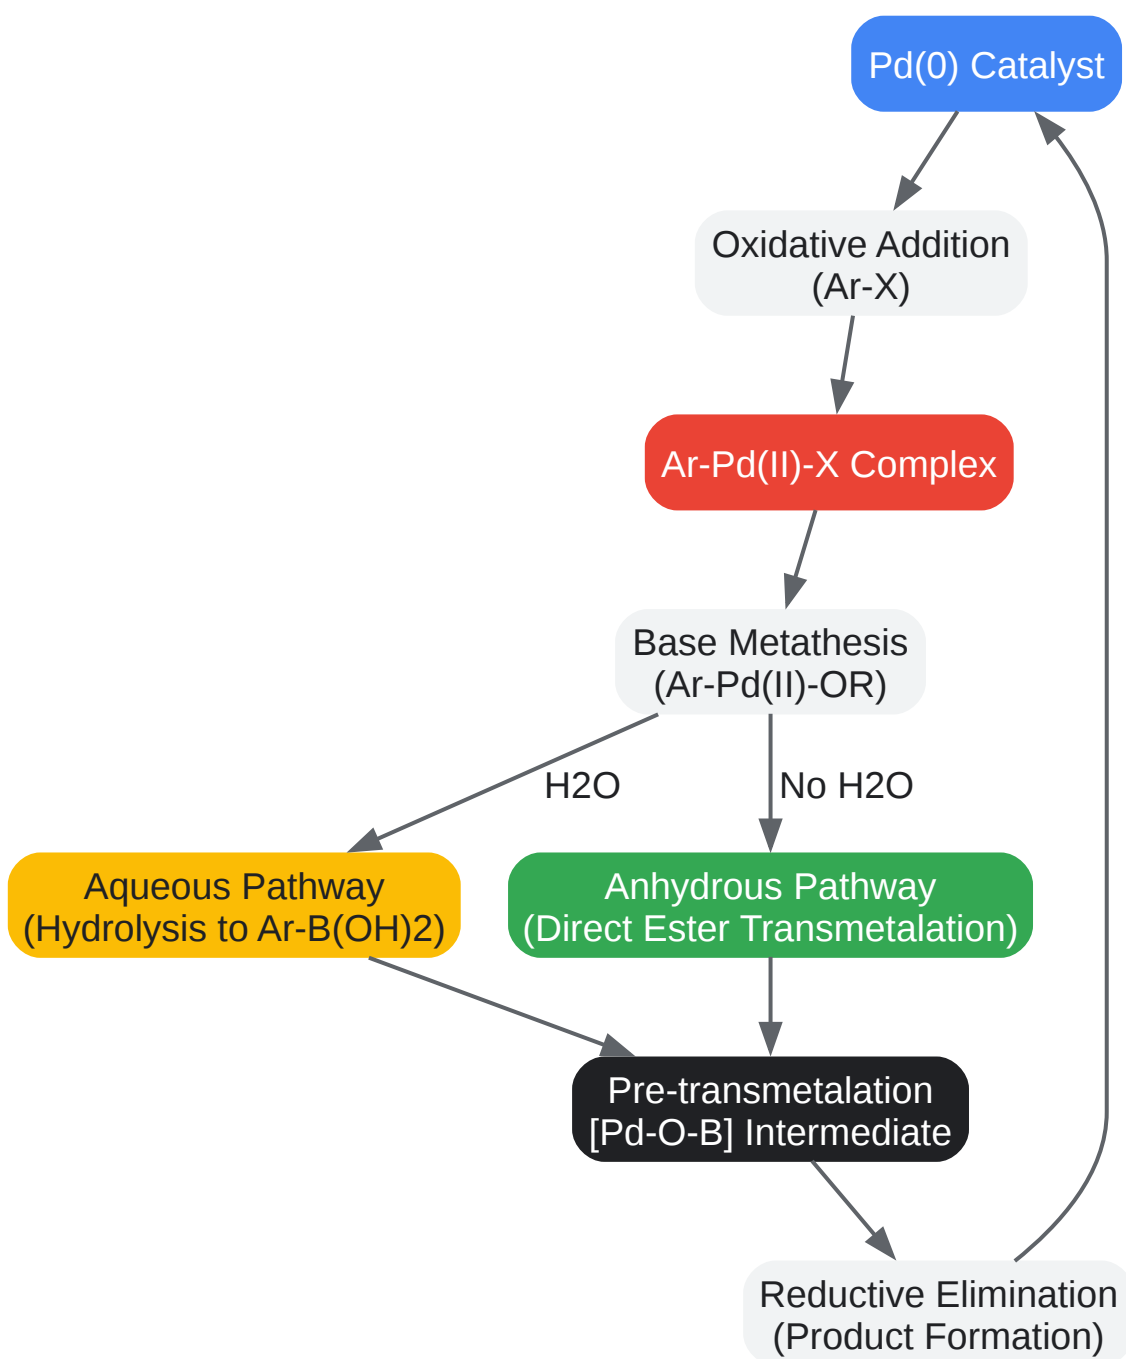 Pd(0) Catalyst
Oxidative Addition
(Ar-X)
Ar-Pd(II)-X Complex
Base Metathesis
(Ar-Pd(II)-OR)
H2O
No H2O
Aqueous Pathway
(Hydrolysis to Ar-B(OH)2)
Anhydrous Pathway
(Direct Ester Transmetalation)
Pre-transmetalation
[Pd-O-B] Intermediate
Reductive Elimination
(Product Formation)